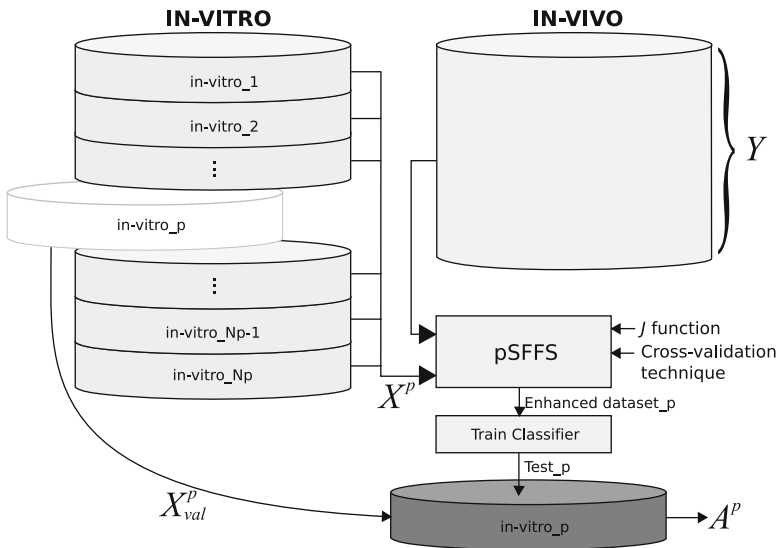 IN-VITRO
IN-VIVO
in-vitro_1
in-vitro_2
⋮
in-vitro_p
⋮
in-vitro_Np-1
in-vitro_Np
Y
pSFFS
J function
Cross-validation
technique
X^p
Enhanced dataset_p
Train Classifier
Test_p
X^p_val
in-vitro_p
A^p